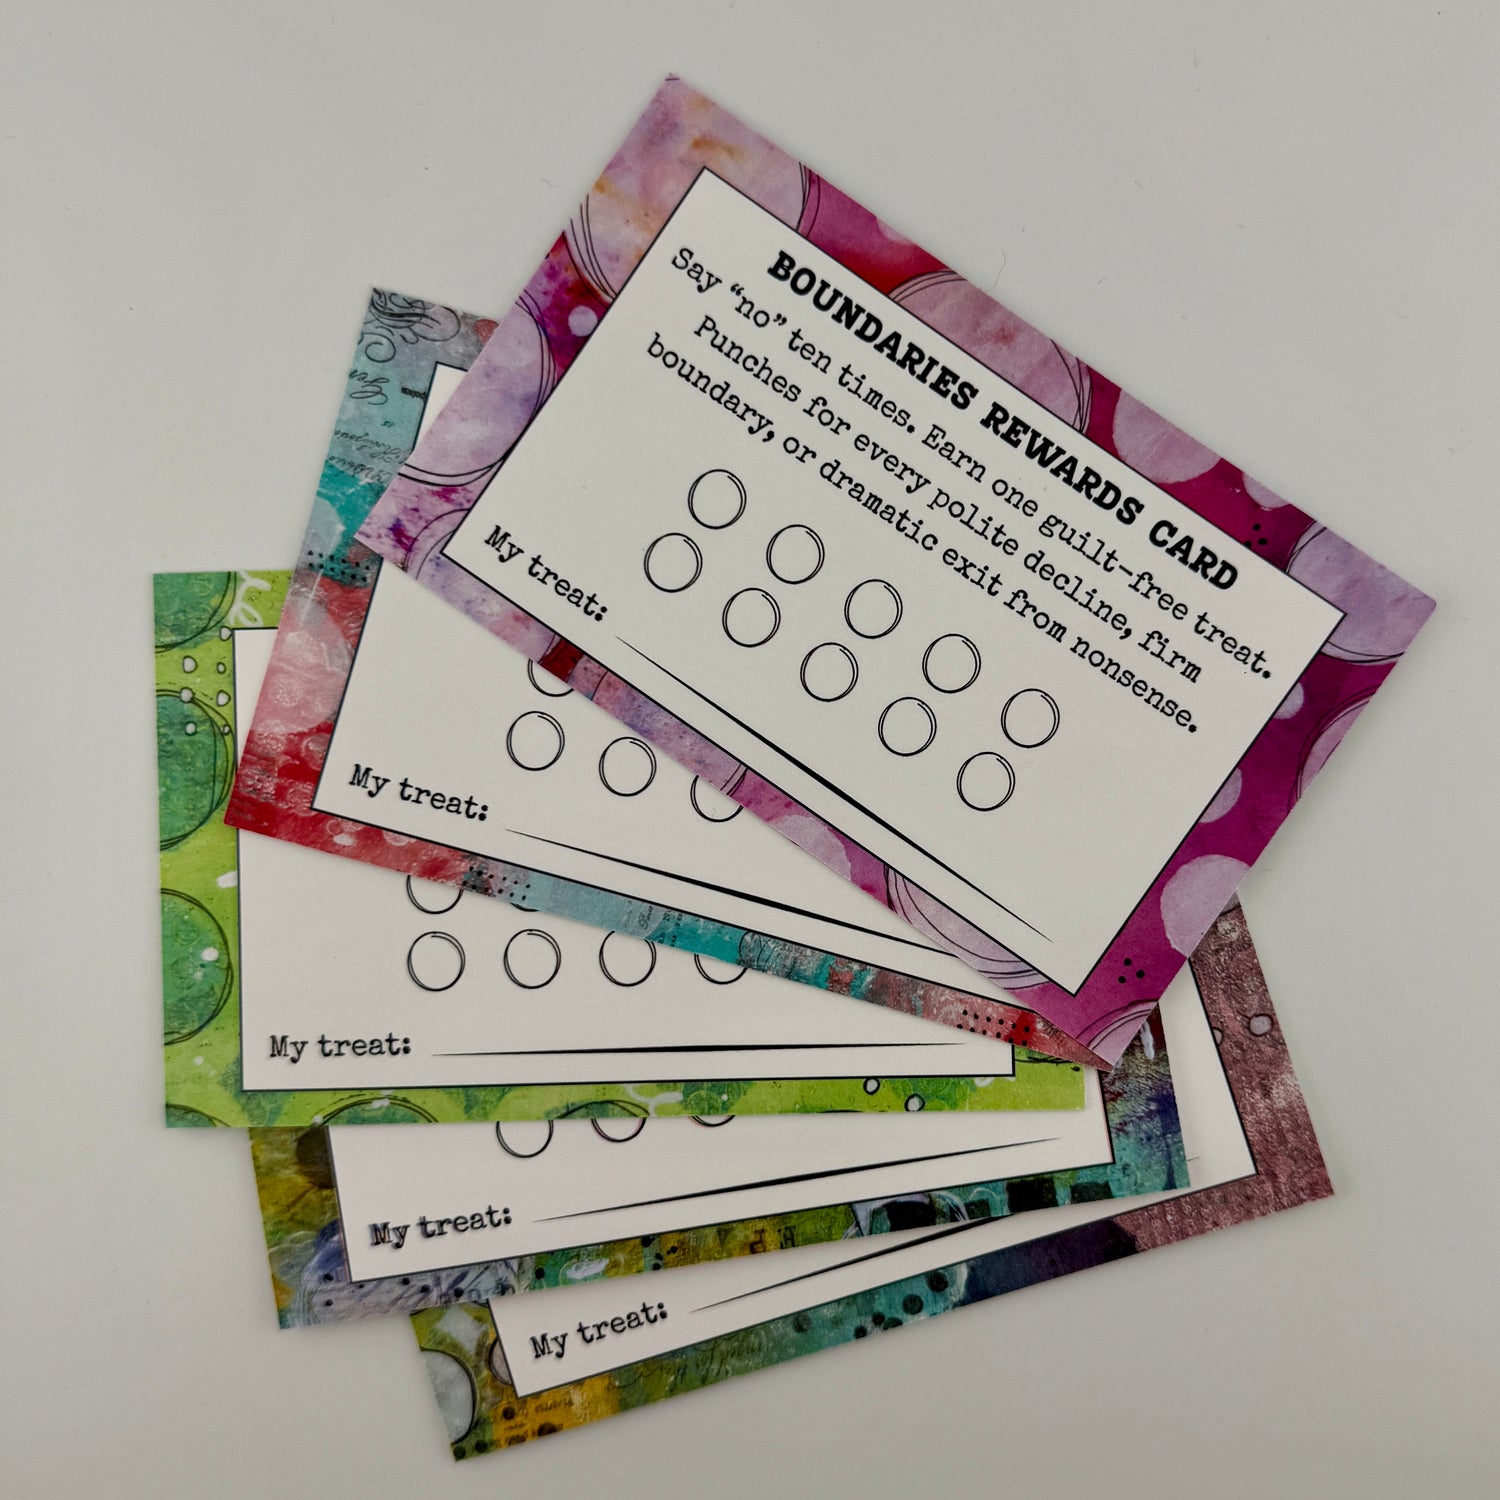 BOUNDARIES REWARDS CARD
Say “no” ten times. Earn one guilt-free treat.
Punches for every polite decline, firm
boundary, or dramatic exit from nonsense.
My treat:
My treat:
My treat:
My treat:
My treat: